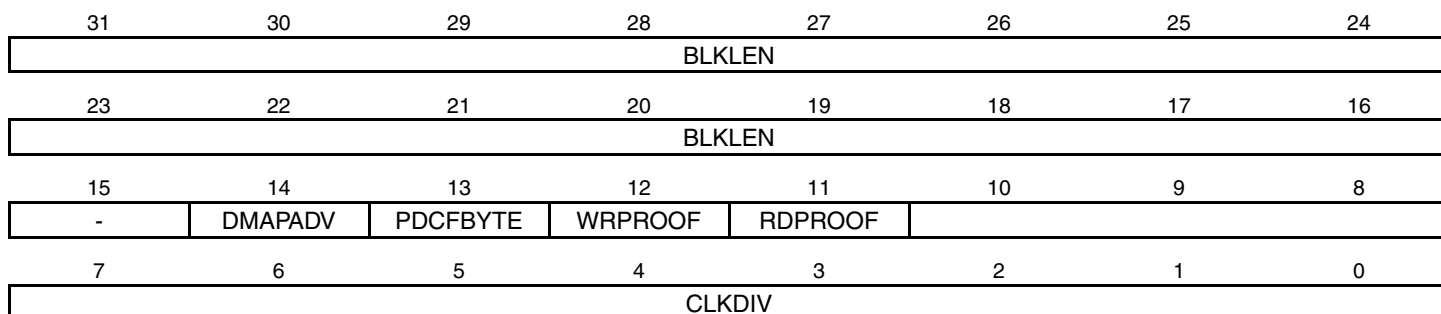 31 30 29 28 27 26 25 24
BLKLEN
23 22 21 20 19 18 17 16
BLKLEN
15 14 13 12 11 10 9 8
- DMAPADV PDCFBYTE WRPROOF RDPROOF
7 6 5 4 3 2 1 0
CLKDIV